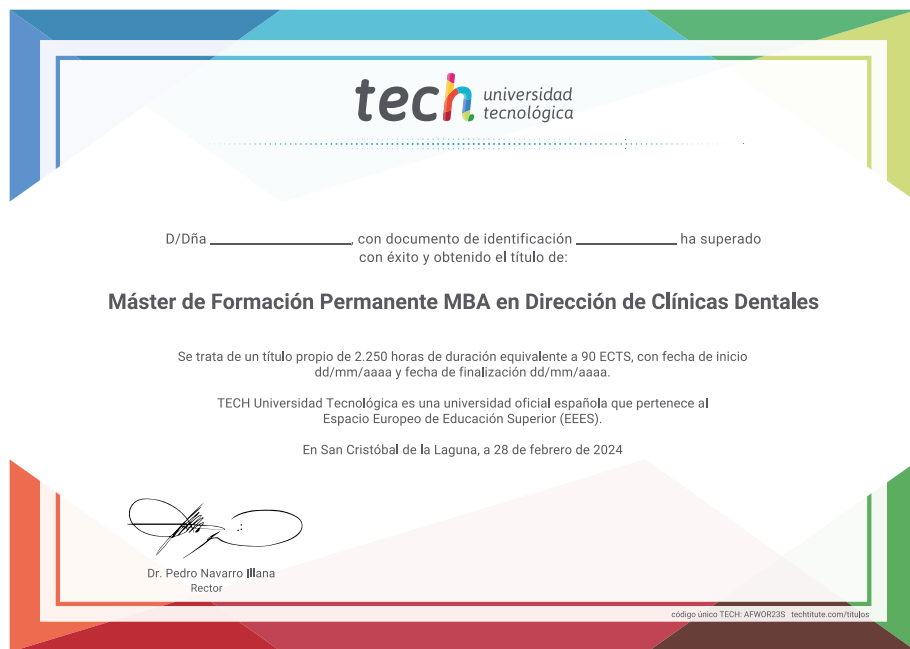 tech universidad
tecnológica
D/Dña ______________, con documento de identificación ____________ ha superado
con éxito y obtenido el título de:
Máster de Formación Permanente MBA en Dirección de Clínicas Dentales
Se trata de un título propio de 2.250 horas de duración equivalente a 90 ECTS, con fecha de inicio
dd/mm/aaaa y fecha de finalización dd/mm/aaaa.
TECH Universidad Tecnológica es una universidad oficial española que pertenece al
Espacio Europeo de Educación Superior (EEES).
En San Cristóbal de la Laguna, a 28 de febrero de 2024
Dr. Pedro Navarro Illana
Rector
código único TECH: AFWOR23S techtitute.com/titulos